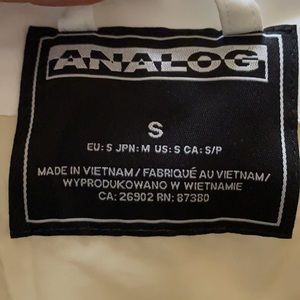 ANALOG
S
EU: S JPN: M US: S CA: S/P
MADE IN VIETNAM / FABRIQUÉ AU VIETNAM/
WYPRODUKOWANO W WIETNAMIE
CA: 26902 RN: 87380